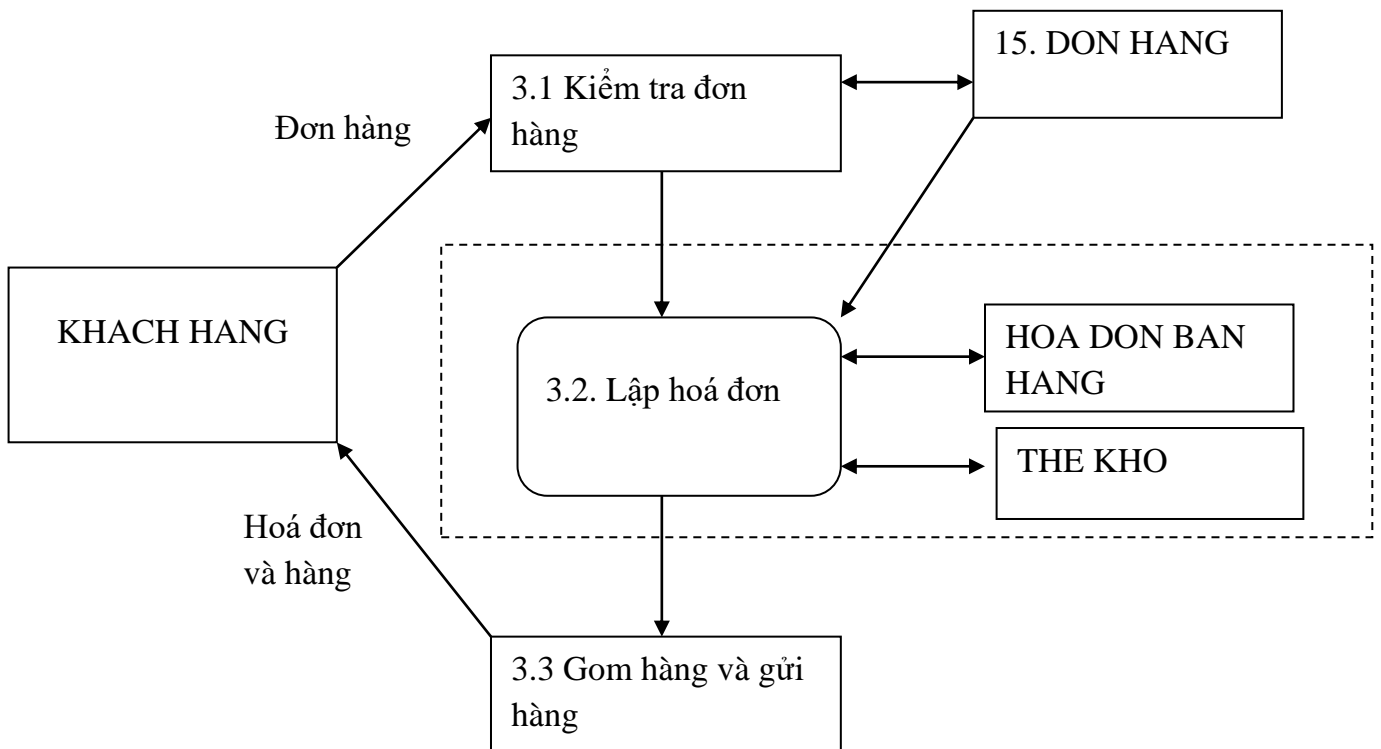 15. DON HANG
3.1 Kiểm tra đơn
hàng
Đơn hàng
KHACH HANG
3.2. Lập hoá đơn
HOA DON BAN
HANG
THE KHO
Hoá đơn
và hàng
3.3 Gom hàng và gửi
hàng